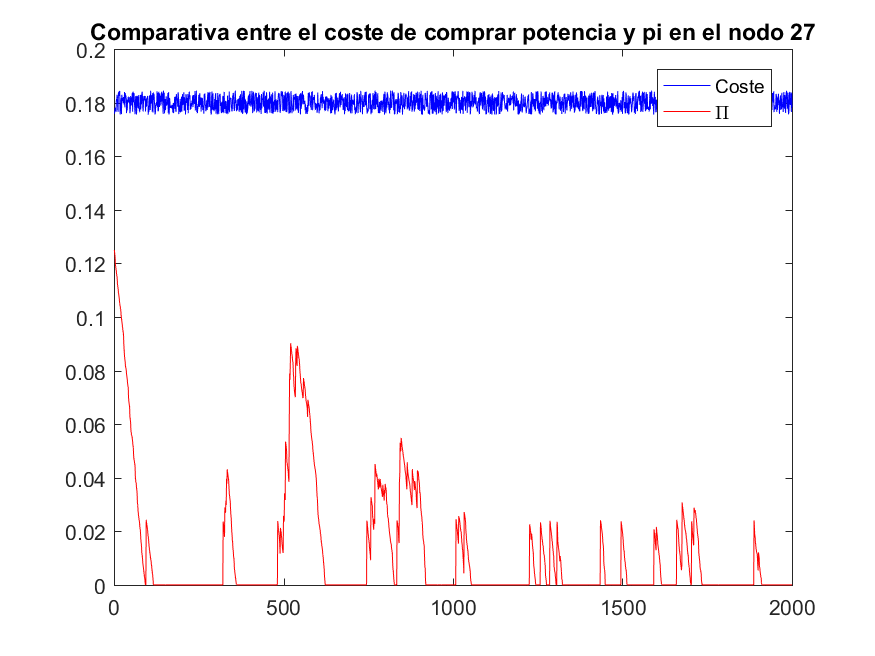 Comparativa entre el coste de comprar potencia y pi en el nodo 27
0.2
0.18
0.16
0.14
0.12
0.1
0.08
0.06
0.04
0.02
0
Coste
Π
0 500 1000 1500 2000